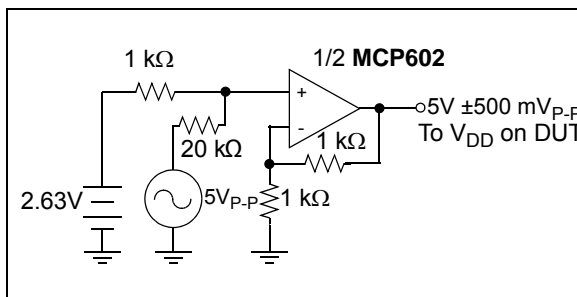 1/2 MCP602
1 kΩ
+
-
5V ±500 mVP-P
To VDD on DUT
1 kΩ
20 kΩ
2.63V
5VP-P
1 kΩ